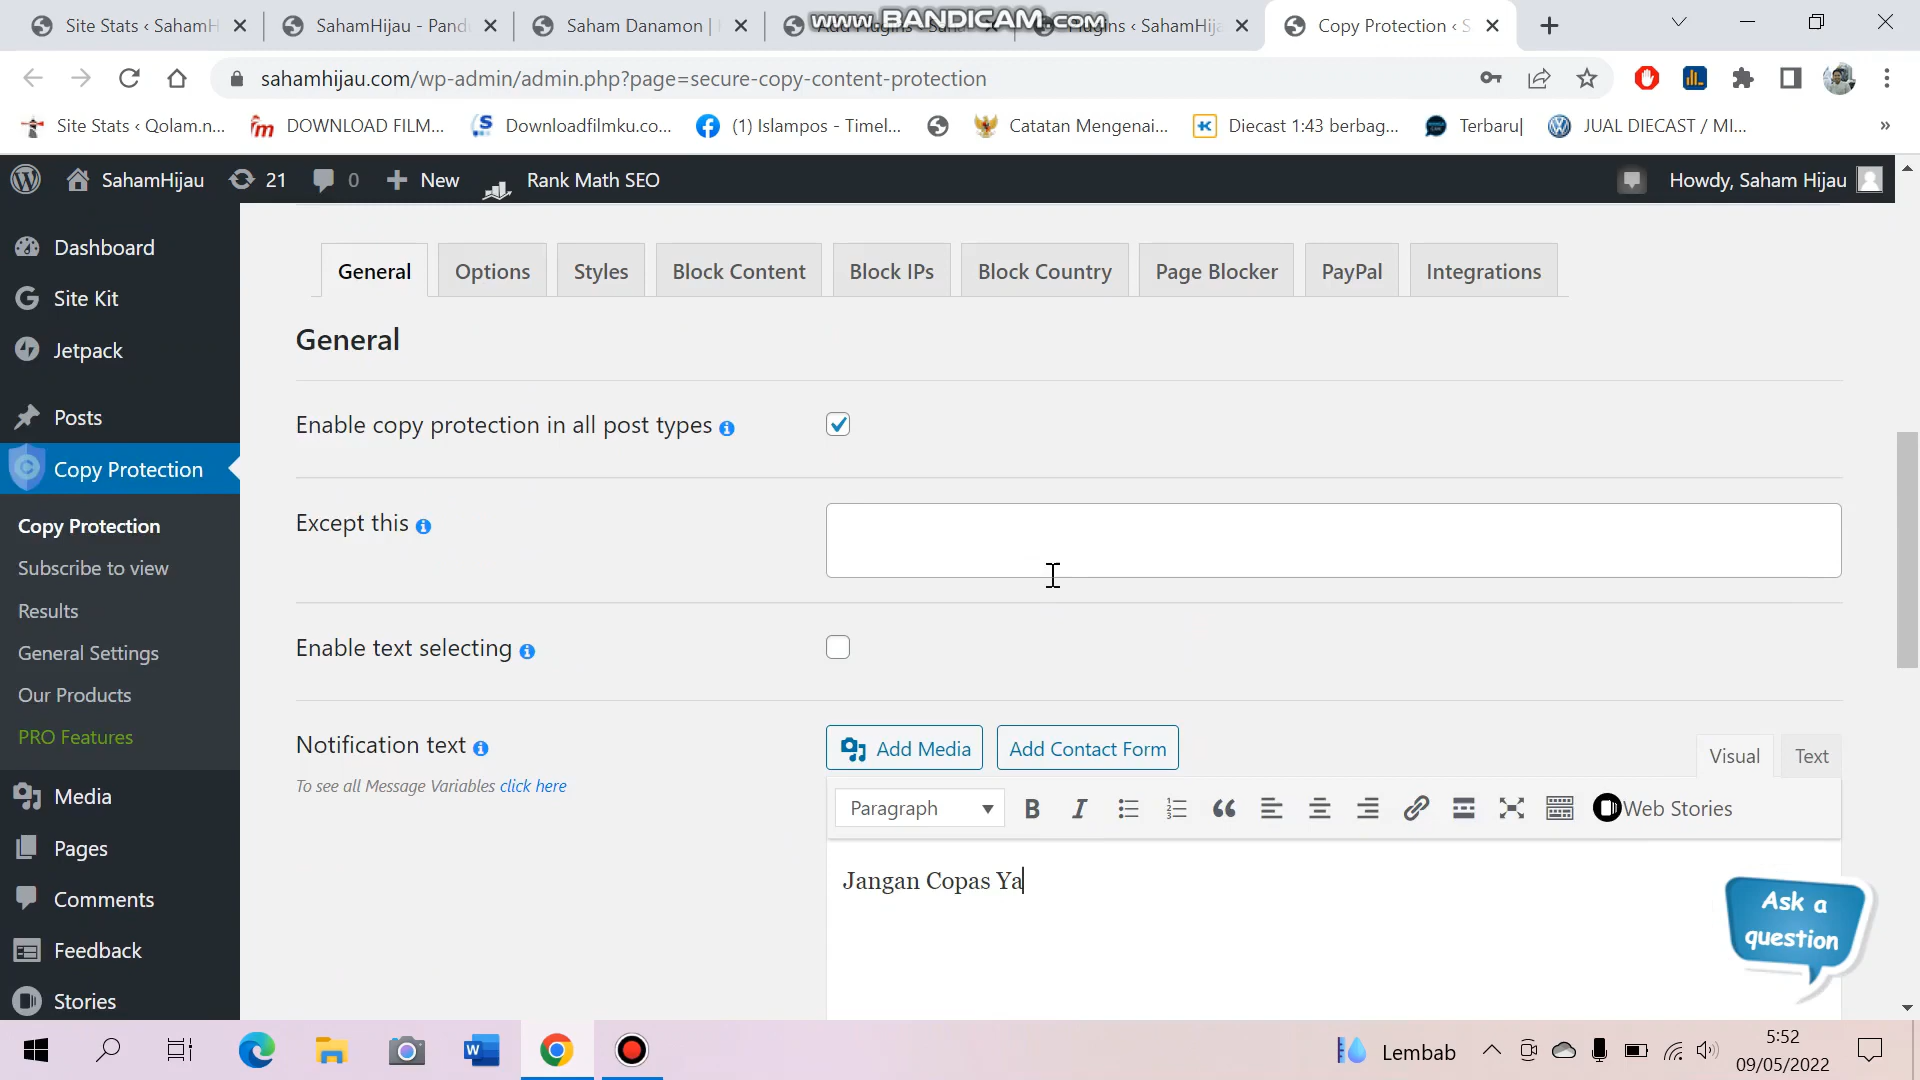 www.BANDICAM.com
Site Stats ‹ SahamH
SahamHijau - Pand
Saham Danamon |
Plugins ‹ SahamHija
Copy Protection ‹ S
sahamhijau.com/wp-admin/admin.php?page=secure-copy-content-protection
Site Stats ‹ Qolam.n...
DOWNLOAD FILM...
Downloadfilmku.co...
(1) Islampos - Timel...
Catatan Mengenai...
Diecast 1:43 berbag...
Terbaru|
JUAL DIECAST / MI...
SahamHijau
21
0
New
Rank Math SEO
Howdy, Saham Hijau
Dashboard
Site Kit
Jetpack
Posts
Copy Protection
Copy Protection
Subscribe to view
Results
General Settings
Our Products
PRO Features
Media
Pages
Comments
Feedback
Stories
General
Options
Styles
Block Content
Block IPs
Block Country
Page Blocker
PayPal
Integrations
General
Enable copy protection in all post types
Except this
Enable text selecting
Notification text
To see all Message Variables click here
Add Media
Add Contact Form
Visual
Text
Paragraph
Web Stories
Jangan Copas Ya
Ask a
question
Lembab
5:52
09/05/2022